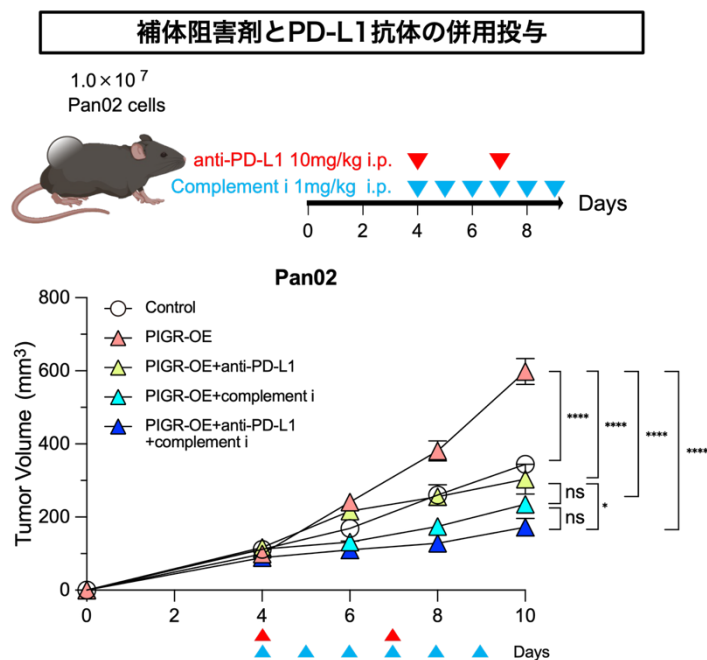 補体阻害剤とPD-L1抗体の併用投与
1.0×10⁷
Pan02 cells
anti-PD-L1 10mg/kg i.p.
Complement i 1mg/kg i.p.
Days
0 2 4 6 8
Pan02
Tumor Volume (mm³)
800
600
400
200
0
Control
PIGR-OE
PIGR-OE+anti-PD-L1
PIGR-OE+complement i
PIGR-OE+anti-PD-L1
+complement i
****
****
****
****
ns
*
ns
0 2 4 6 8 10
Days